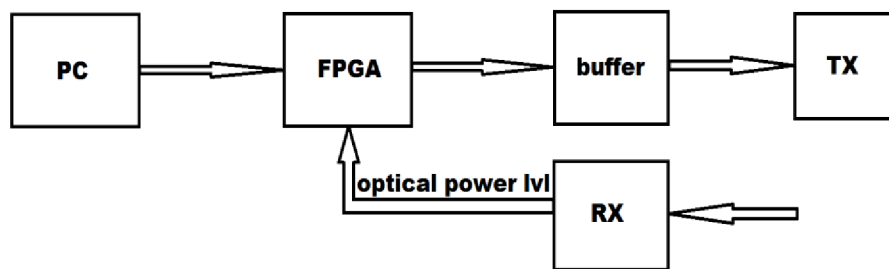 PC
FPGA
buffer
TX
optical power lvl
RX